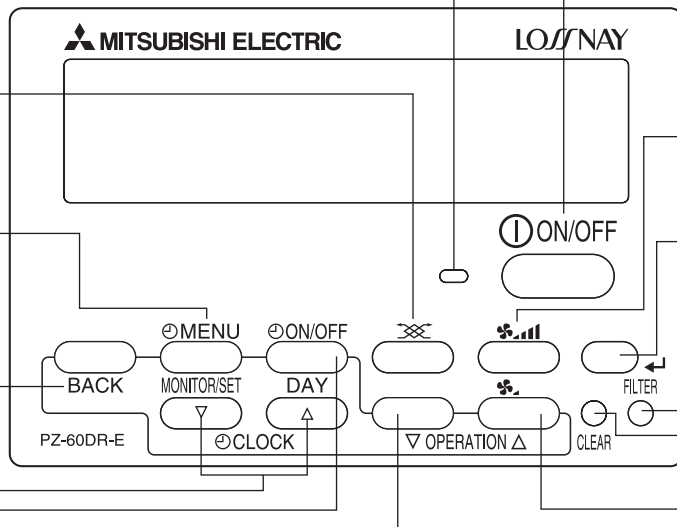 MITSUBISHI ELECTRIC LOSSNAY
ON/OFF
MENU ON/OFF
BACK MONITOR/SET DAY FILTER
PZ-60DR-E CLOCK ▽ OPERATION △ CLEAR